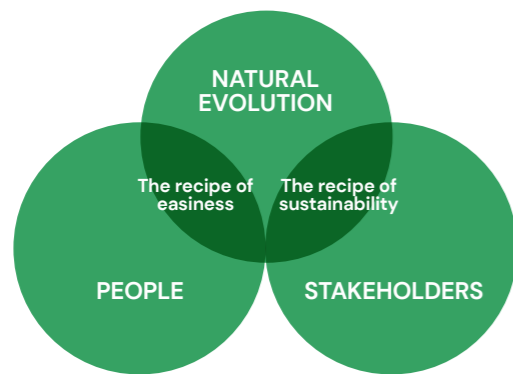 NATURAL
EVOLUTION
The recipe of
easiness
The recipe of
sustainability
PEOPLE
STAKEHOLDERS